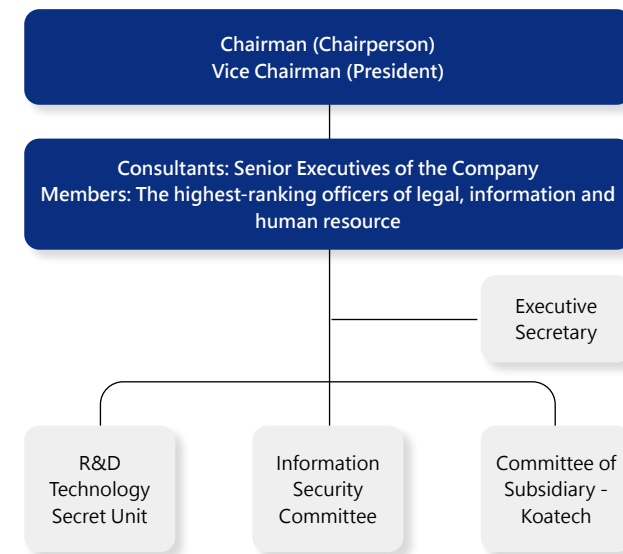 Chairman (Chairperson)
Vice Chairman (President)
Consultants: Senior Executives of the Company
Members: The highest-ranking officers of legal, information and
human resource
Executive
Secretary
R&D
Technology
Secret Unit
Information
Security
Committee
Committee of
Subsidiary -
Koatech